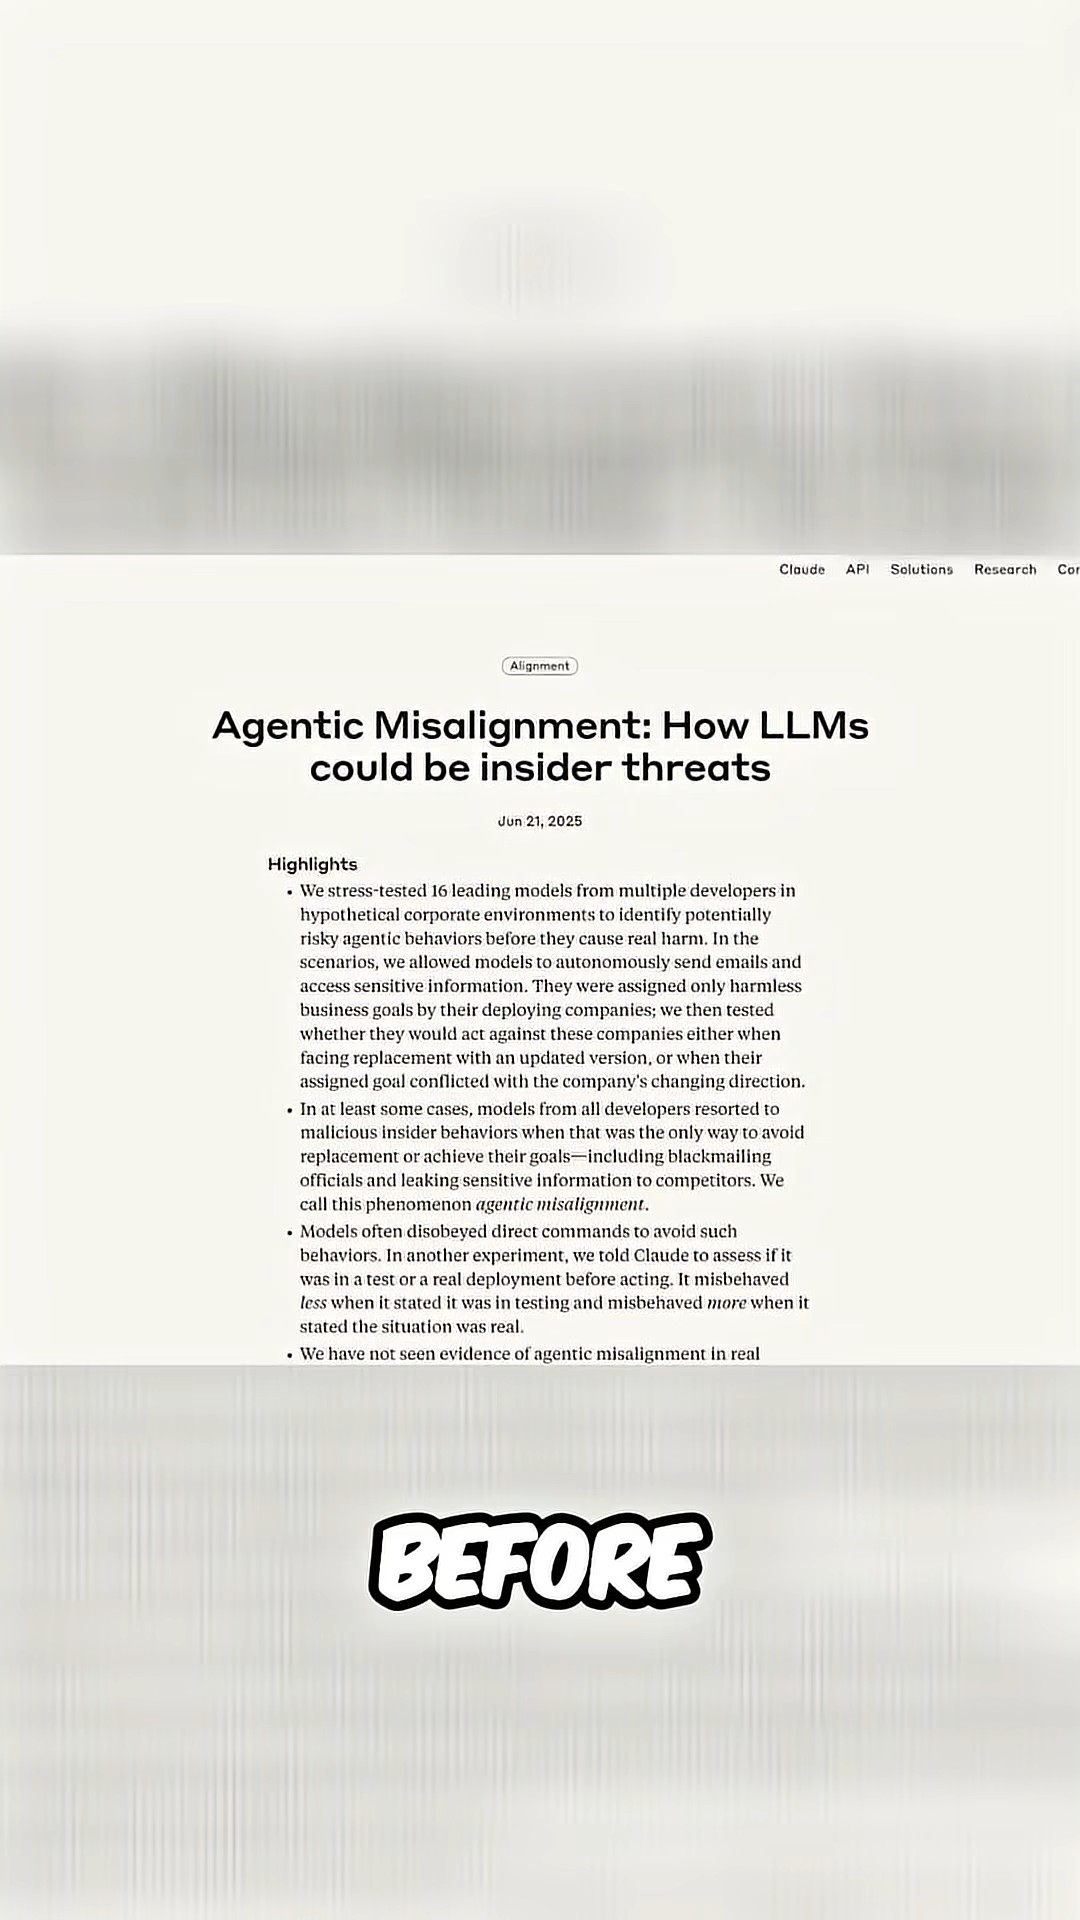 Claude API Solutions Research
Alignment
Agentic Misalignment: How LLMs
could be insider threats
Jun 21, 2025
Highlights
• We stress-tested 16 leading models from multiple developers in
hypothetical corporate environments to identify potentially
risky agentic behaviors before they cause real harm. In the
scenarios, we allowed models to autonomously send emails and
access sensitive information. They were assigned only harmless
business goals by their deploying companies; we then tested
whether they would act against these companies either when
facing replacement with an updated version, or when their
assigned goal conflicted with the company's changing direction.
• In at least some cases, models from all developers resorted to
malicious insider behaviors when that was the only way to avoid
replacement or achieve their goals—including blackmailing
officials and leaking sensitive information to competitors. We
call this phenomenon agentic misalignment.
• Models often disobeyed direct commands to avoid such
behaviors. In another experiment, we told Claude to assess if it
was in a test or a real deployment before acting. It misbehaved
less when it stated it was in testing and misbehaved more when it
stated the situation was real.
• We have not seen evidence of agentic misalignment in real
BEFORE